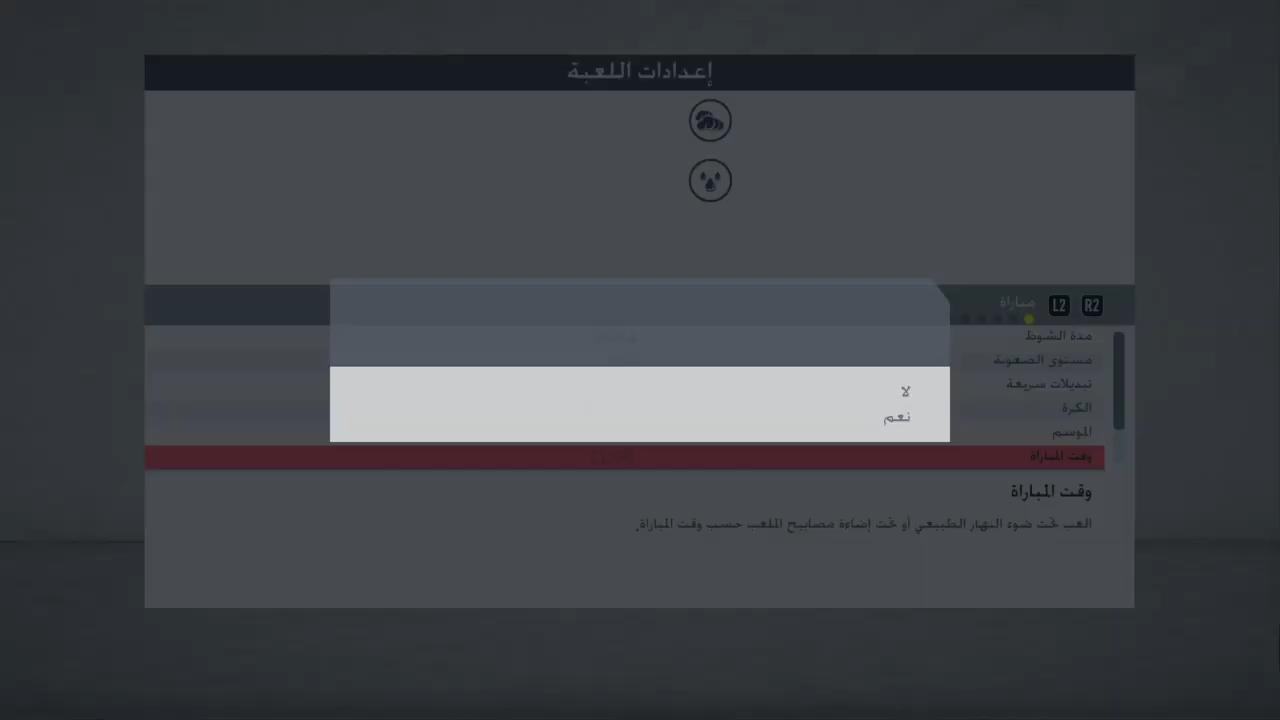 إعدادات اللعبة
R2 L2 مباراة
مدة الشوط
مستوى الصعوبة
تبديلات سريعة
الكرة
الموسم
وقت المباراة
لا
نعم
وقت المباراة
العب تحت ضوء النهار الطبيعي أو تحت إضاءة مصابيح الملعب حسب وقت المباراة.